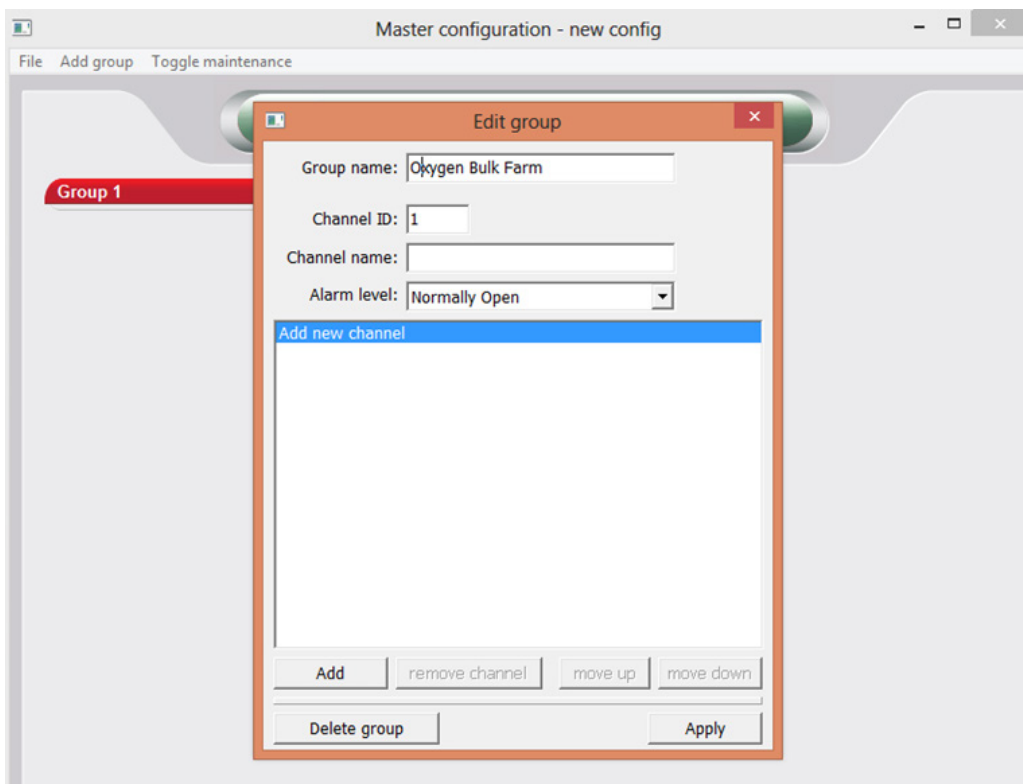 Master configuration - new config
File Add group Toggle maintenance
Edit group
Group name: Oxygen Bulk Farm
Group 1
Channel ID: 1
Channel name:
Alarm level: Normally Open
Add new channel
Add remove channel move up move down
Delete group Apply